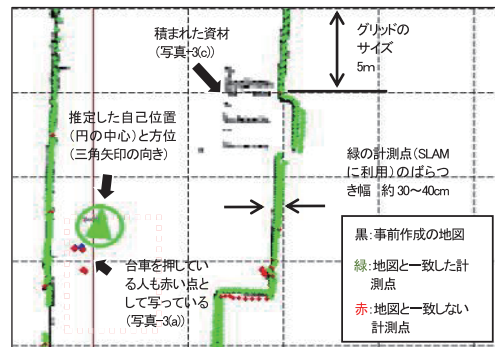 積まれた資材
（写真-3(c)）
グリッドの
サイズ
5m
推定した自己位置
（円の中心）と方位
（三角矢印の向き）
緑の計測点（SLAM
に利用）のばらつ
き幅　約30～40cm
台車を押してい
る人も赤い点と
して写っている
（写真-3(a)）
黒：事前作成の地図
緑：地図と一致した計
測点
赤：地図と一致しない
計測点